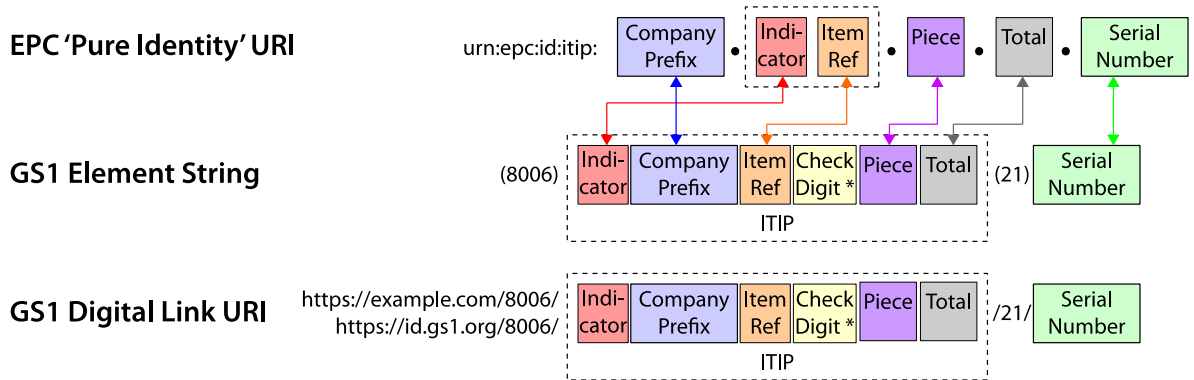 EPC ‘Pure Identity’ URI
urn:epc:id:itip:
Company
Prefix
•
Indi-
cator
Item
Ref
•
Piece
•
Total
•
Serial
Number
GS1 Element String
(8006)
Indi-
cator
Company
Prefix
Item
Ref
Check
Digit *
Piece
Total
(21)
Serial
Number
ITIP
GS1 Digital Link URI
https://example.com/8006/
https://id.gs1.org/8006/
Indi-
cator
Company
Prefix
Item
Ref
Check
Digit *
Piece
Total
/21/
Serial
Number
ITIP